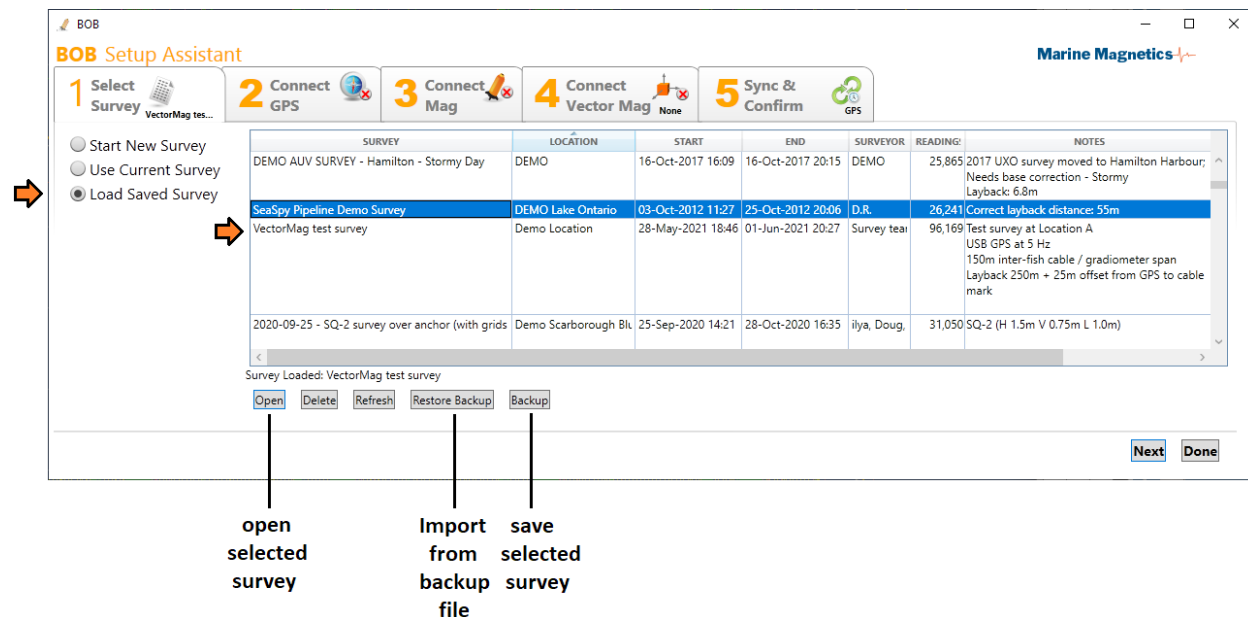 BOB
BOB Setup Assistant
Marine Magnetics
1 Select Survey VectorMag tes...
2 Connect GPS
3 Connect Mag
4 Connect Vector Mag None
5 Sync & Confirm GPS
Start New Survey
Use Current Survey
Load Saved Survey
SURVEY LOCATION START END SURVEYOR READING: NOTES
DEMO AUV SURVEY - Hamilton - Stormy Day DEMO 16-Oct-2017 16:09 16-Oct-2017 20:15 DEMO 25,865 2017 UXO survey moved to Hamilton Harbour;
Needs base correction - Stormy
Layback: 6.8m
SeaSpy Pipeline Demo Survey DEMO Lake Ontario 03-Oct-2012 11:27 25-Oct-2012 20:06 D.R. 26,241 Correct layback distance: 55m
VectorMag test survey Demo Location 28-May-2021 18:46 01-Jun-2021 20:27 Survey tear 96,169 Test survey at Location A
USB GPS at 5 Hz
150m inter-fish cable / gradiometer span
Layback 250m + 25m offset from GPS to cable
mark
2020-09-25 - SQ-2 survey over anchor (with grids Demo Scarborough Blu 25-Sep-2020 14:21 28-Oct-2020 16:35 ilya, Doug, 31,050 SQ-2 (H 1.5m V 0.75m L 1.0m)
Survey Loaded: VectorMag test survey
Open Delete Refresh Restore Backup Backup
Next Done
open
selected
survey
Import
from
backup
file
save
selected
survey